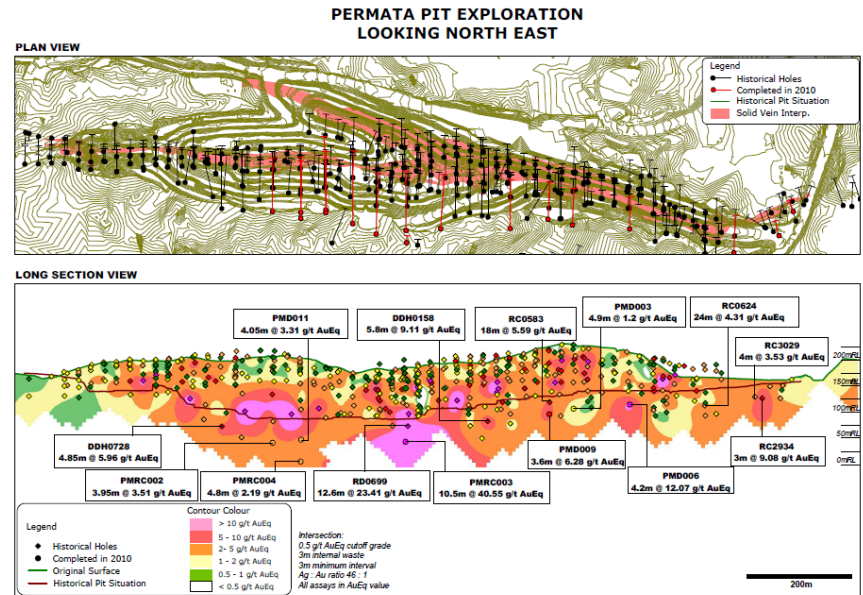 PERMATA PIT EXPLORATION
LOOKING NORTH EAST
PLAN VIEW
Legend
Historical Holes
Completed in 2010
Historical Pit Situation
Solid Vein Interp.
LONG SECTION VIEW
PMD011
4.05m @ 3.31 g/t AuEq
DDH0158
5.8m @ 9.11 g/t AuEq
RC0583
18m @ 5.59 g/t AuEq
PMD003
4.9m @ 1.2 g/t AuEq
RC0624
24m @ 4.31 g/t AuEq
RC3029
4m @ 3.53 g/t AuEq
200mRL
150mRL
100mRL
50mRL
0mRL
DDH0728
4.85m @ 5.96 g/t AuEq
PMRC002
3.95m @ 3.51 g/t AuEq
PMRC004
4.8m @ 2.19 g/t AuEq
RD0699
12.6m @ 23.41 g/t AuEq
PMRC003
10.5m @ 40.55 g/t AuEq
PMD009
3.6m @ 6.28 g/t AuEq
PMD006
4.2m @ 12.07 g/t AuEq
RC2934
3m @ 9.08 g/t AuEq
Legend
Historical Holes
Completed in 2010
Original Surface
Historical Pit Situation
Contour Colour
> 10 g/t AuEq
5 - 10 g/t AuEq
2- 5 g/t AuEq
1 - 2 g/t AuEq
0.5 - 1 g/t AuEq
< 0.5 g/t AuEq
Intersection:
0.5 g/t AuEq cutoff grade
3m internal waste
3m minimum interval
Ag : Au ratio 46 : 1
All assays in AuEq value
200m